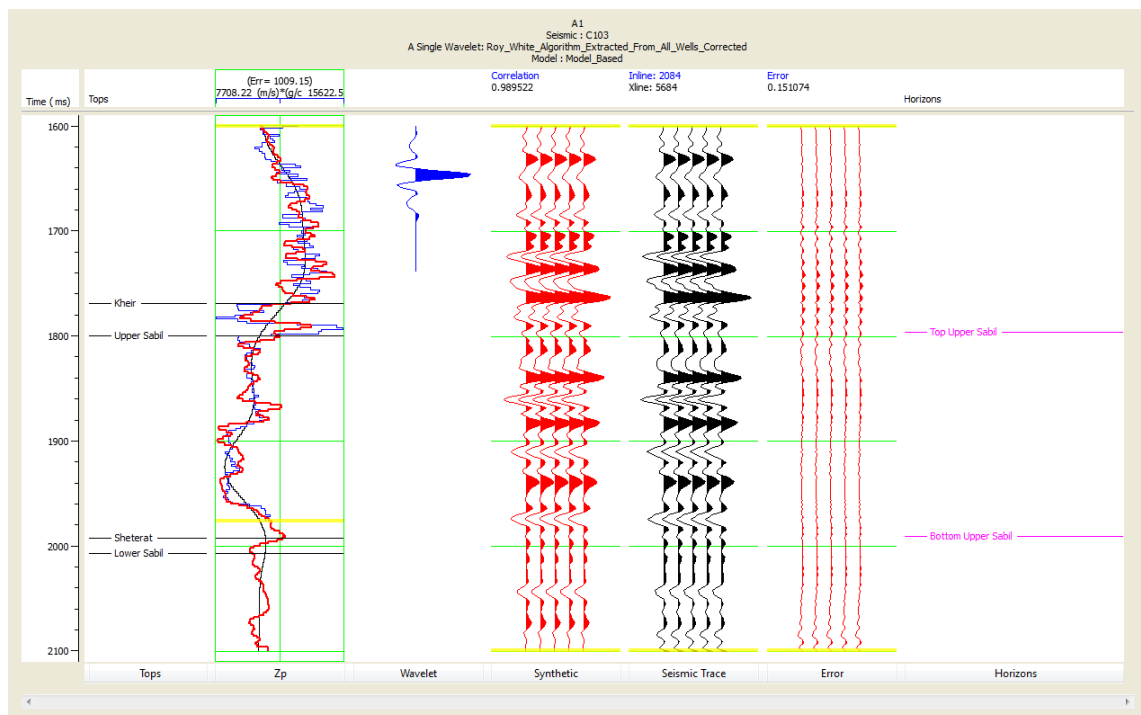 A1
Seismic : C103
A Single Wavelet: Roy_White_Algorithm_Extracted_From_All_Wells_Corrected
Model : Model_Based
Time ( ms)
Tops
(Err= 1009.15)
7708.22 (m/s)*(g/c 15622.5
Correlation
0.989522
Inline: 2084
Xline: 5684
Error
0.151074
Horizons
1600
1700
Kheir
Upper Sabil
1800
Top Upper Sabil
1900
Sheterat
Bottom Upper Sabil
Lower Sabil
2000
2100
Tops
Zp
Wavelet
Synthetic
Seismic Trace
Error
Horizons